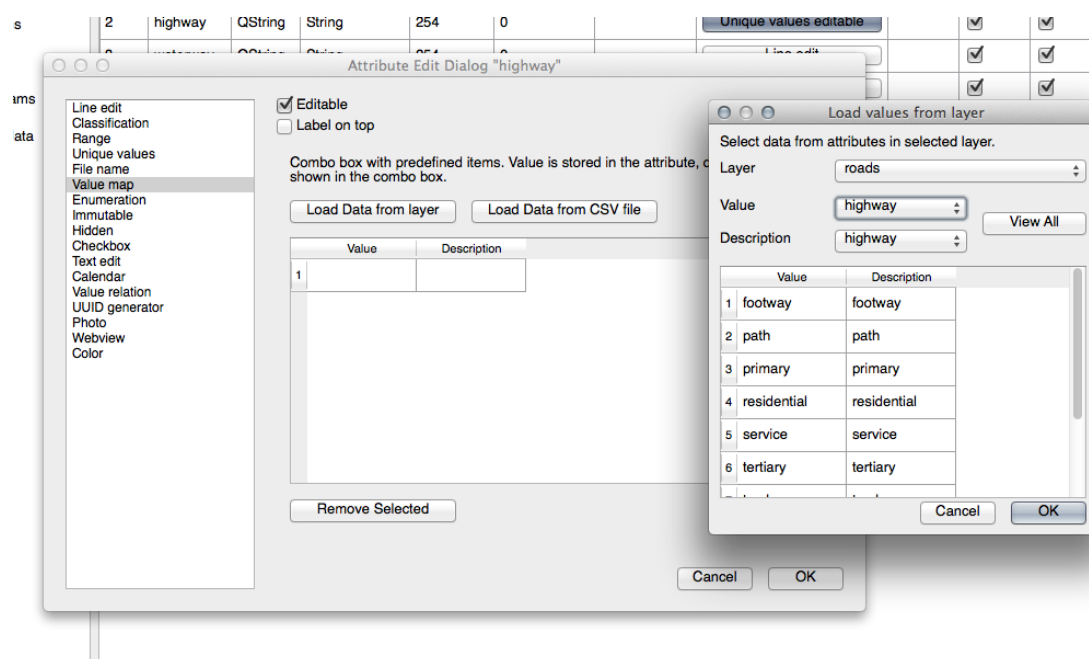 s
2 highway QString String 254 0 Unique values editable
ams
ata
Attribute Edit Dialog "highway"
Line edit
Classification
Range
Unique values
File name
Value map
Enumeration
Immutable
Hidden
Checkbox
Text edit
Calendar
Value relation
UUID generator
Photo
Webview
Color
Editable
Label on top
Combo box with predefined items. Value is stored in the attribute,
shown in the combo box.
Load Data from layer Load Data from CSV file
Value Description
1
Remove Selected
Cancel OK
Load values from layer
Select data from attributes in selected layer.
Layer roads
Value highway
View All
Description highway
Value Description
1 footway footway
2 path path
3 primary primary
4 residential residential
5 service service
6 tertiary tertiary
Cancel OK